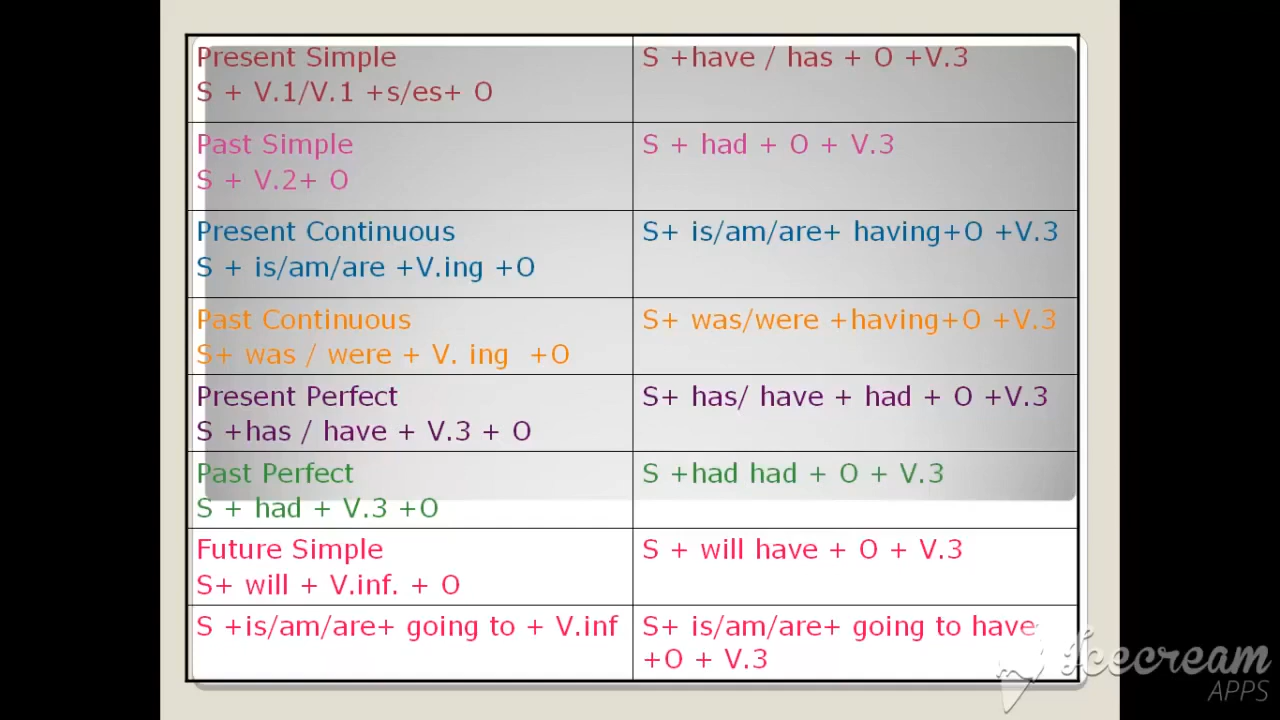 Present Simple
S + V.1/V.1 +s/es+ O
S +have / has + O +V.3
Past Simple
S + V.2+ O
S + had + O + V.3
Present Continuous
S + is/am/are +V.ing +O
S+ is/am/are+ having+O +V.3
Past Continuous
S+ was / were + V. ing +O
S+ was/were +having+O +V.3
Present Perfect
S +has / have + V.3 + O
S+ has/ have + had + O +V.3
Past Perfect
S + had + V.3 +O
S +had had + O + V.3
Future Simple
S+ will + V.inf. + O
S + will have + O + V.3
S +is/am/are+ going to + V.inf
S+ is/am/are+ going to have
+O + V.3
Icecream
APPS